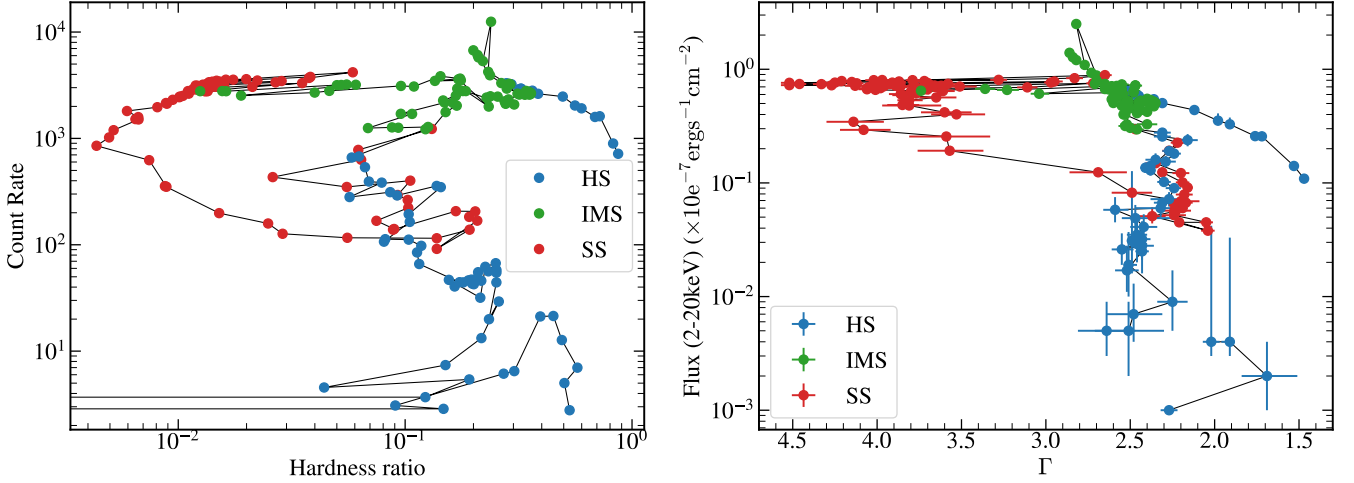 Count Rate
10^4
10^3
10^2
10^1
HS
IMS
SS
10^{-2}
10^{-1}
10^0
Hardness ratio
Flux (2-20keV) (×10e^{-7}ergs^{-1}cm^{-2})
10^0
10^{-1}
10^{-2}
10^{-3}
HS
IMS
SS
4.5 4.0 3.5 3.0 2.5 2.0 1.5
Γ